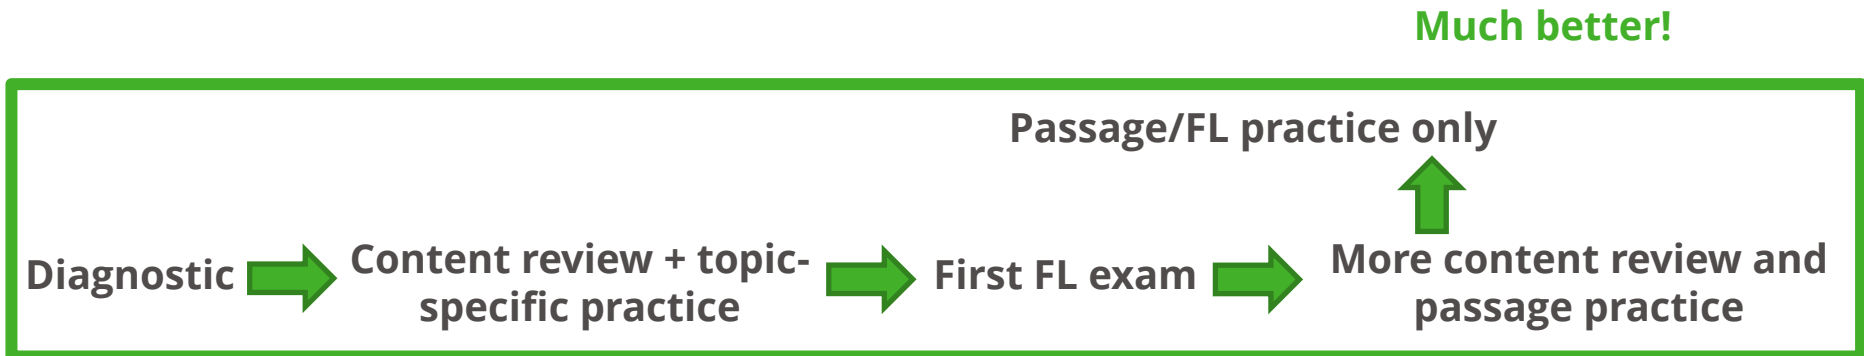 Much better!
Diagnostic
Content review + topic-
specific practice
First FL exam
More content review and
passage practice
Passage/FL practice only